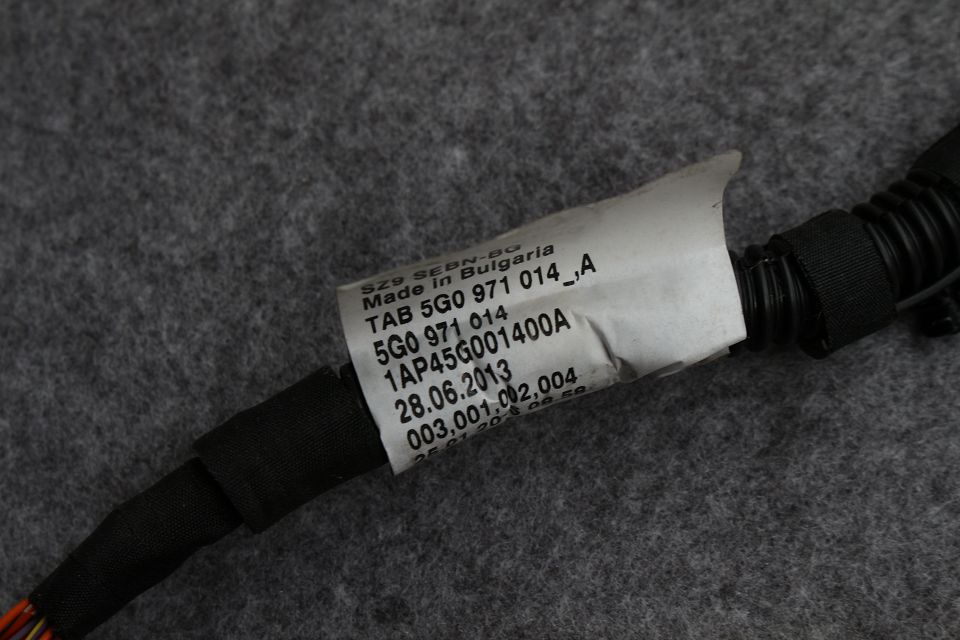 SZ9 SEBN-BG
Made in Bulgaria
TAB 5G0 971 014_,A
5G0 971 014
1AP45G001400A
28.06.2013
003,001,002,004